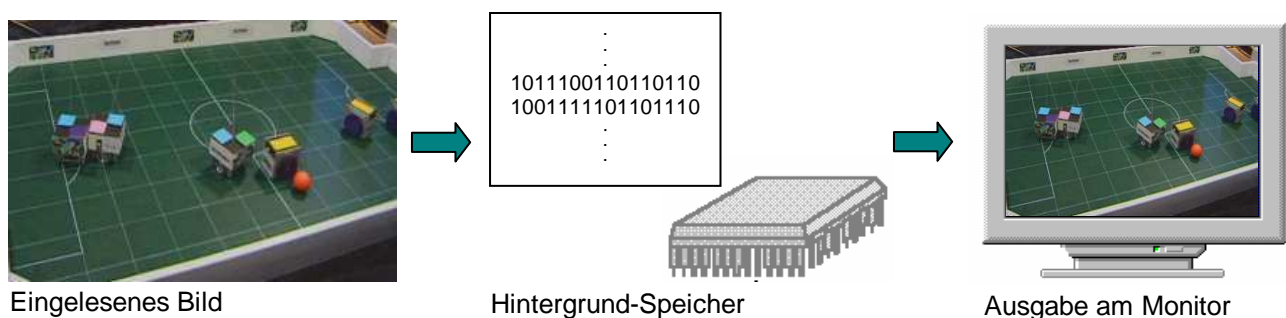 .
.
.
1011100110110110
1001111101101110
.
.
.
Eingelesenes Bild
Hintergrund-Speicher
Ausgabe am Monitor